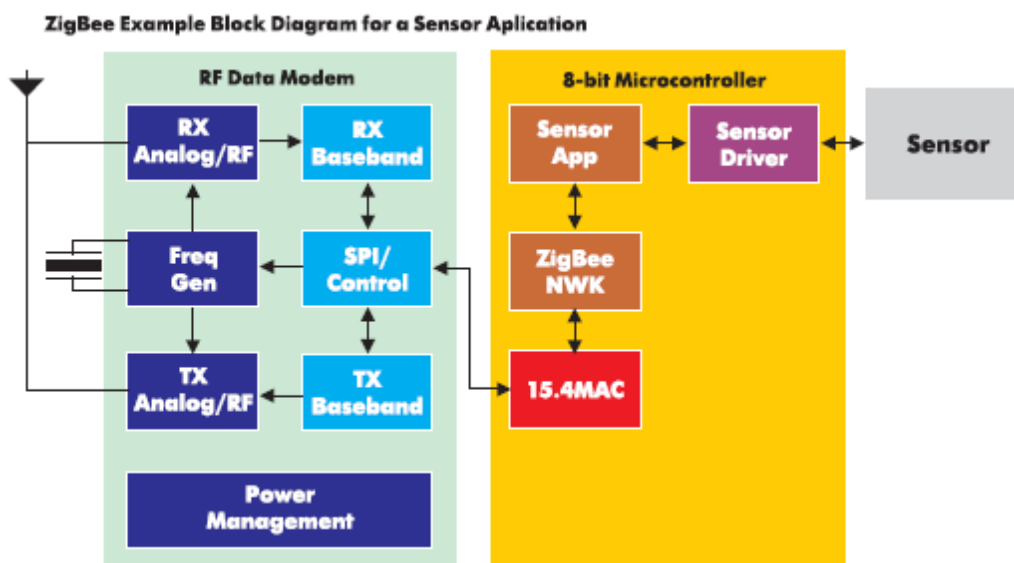 ZigBee Example Block Diagram for a Sensor Aplication
RF Data Modem
8-bit Microcontroller
RX
Analog/RF
RX
Baseband
Sensor
App
Sensor
Driver
Sensor
Freq
Gen
SPI/
Control
ZigBee
NWK
TX
Analog/RF
TX
Baseband
15.4MAC
Power
Management